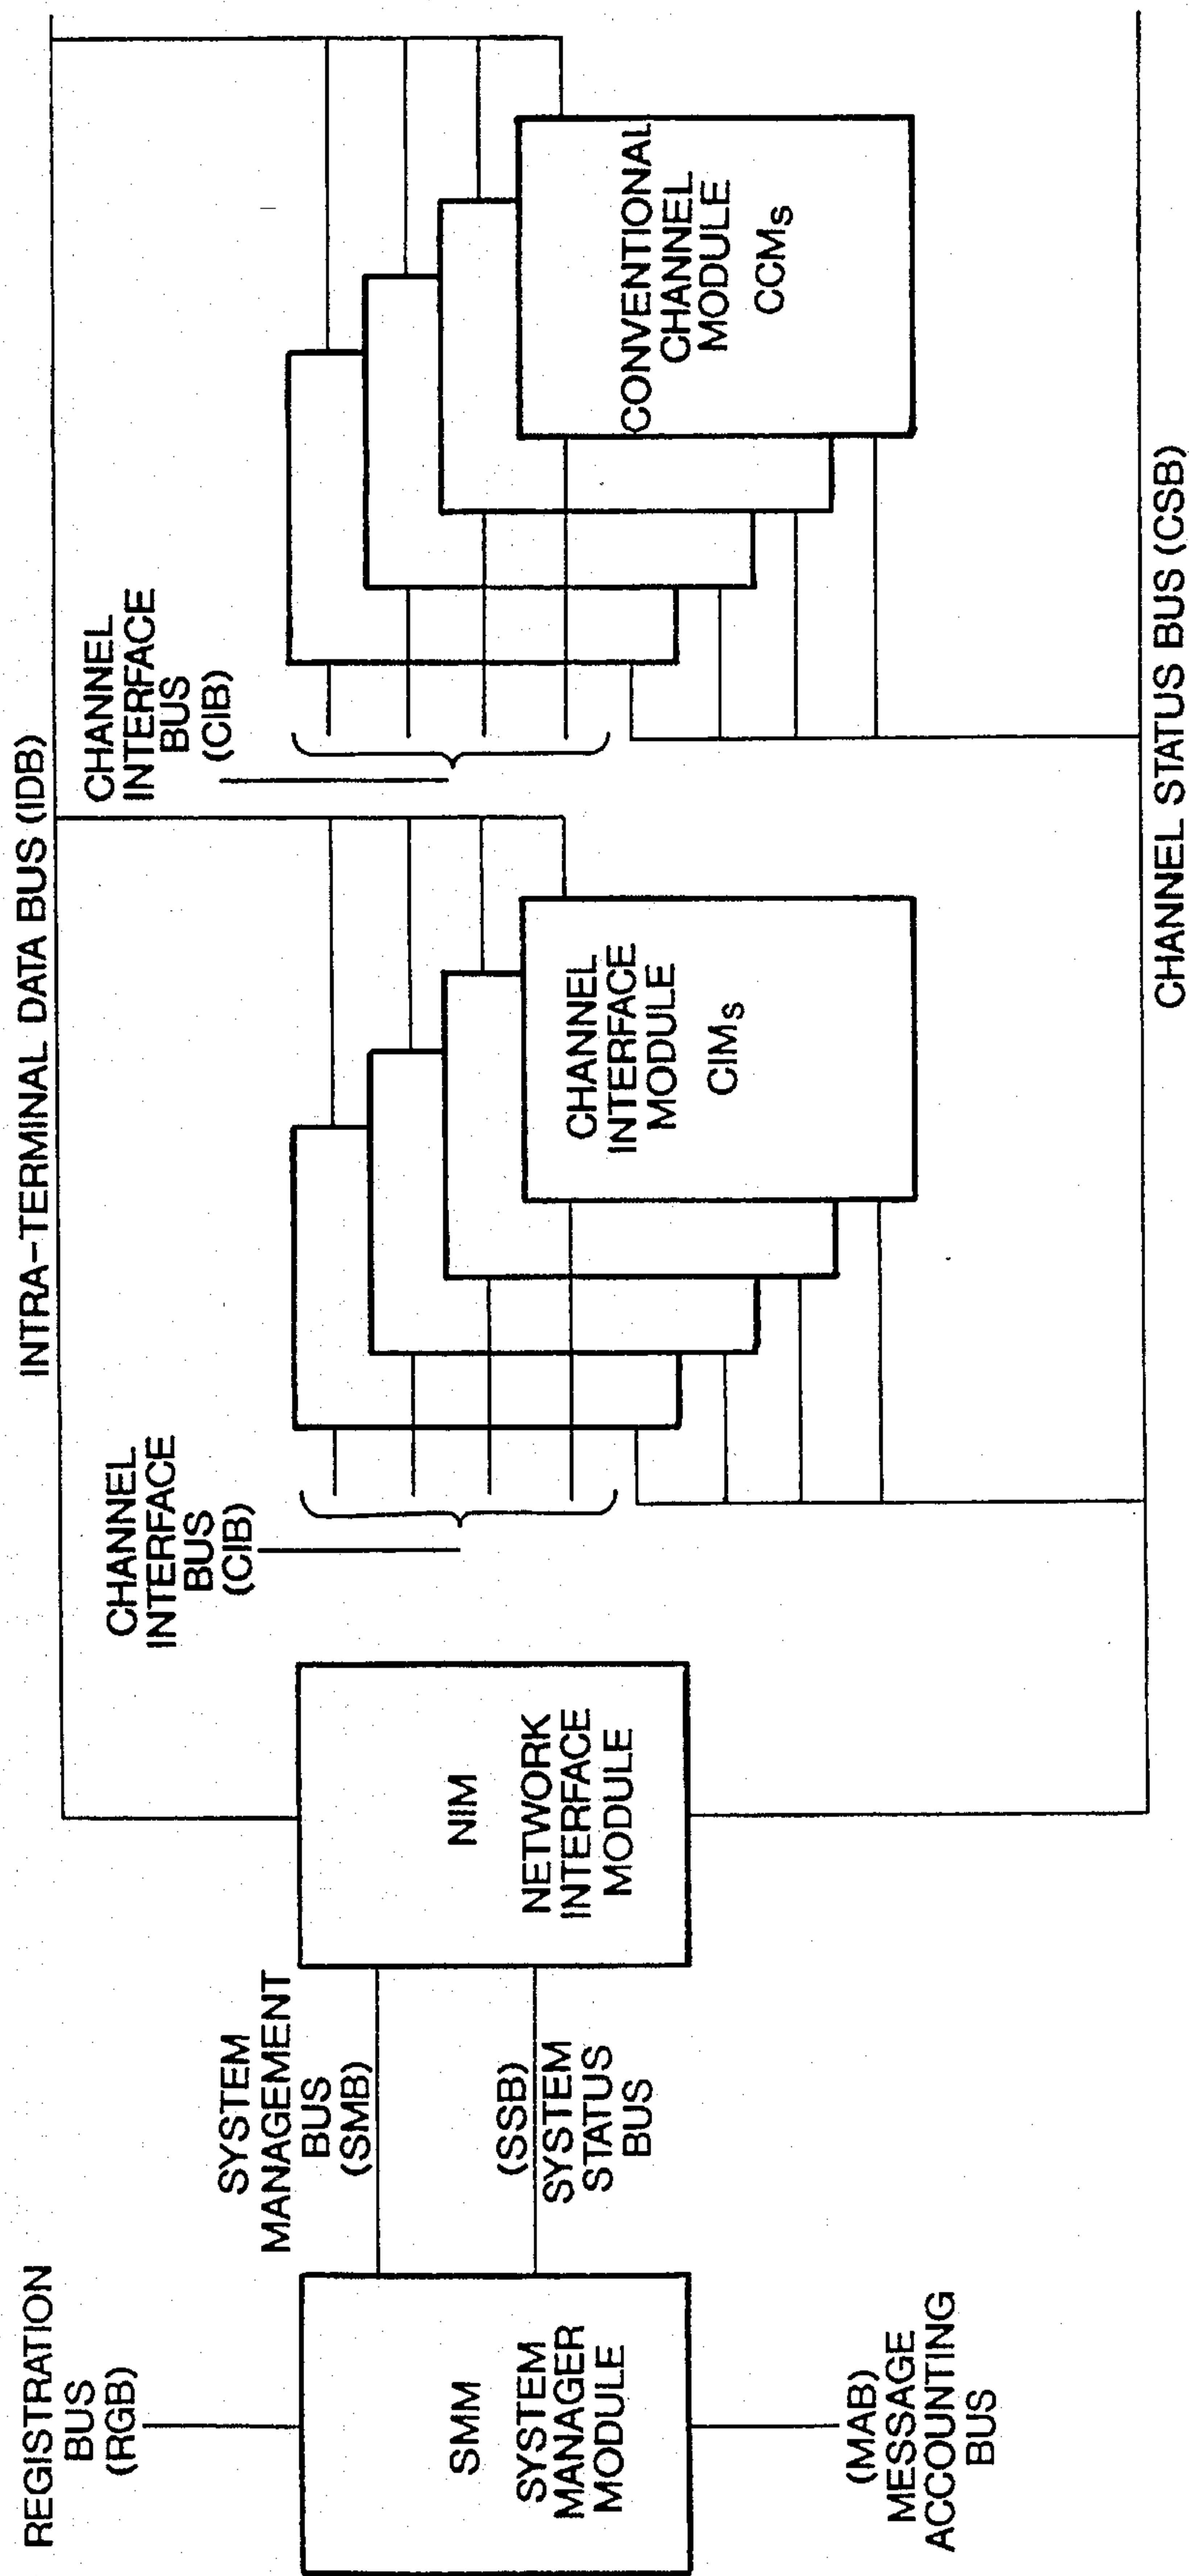 REGISTRATION
BUS
(RGB)
SMM
SYSTEM
MANAGER
MODULE
(MAB)
MESSAGE
ACCOUNTING
BUS
SYSTEM
MANAGEMENT
BUS
(SMB)
(SSB)
SYSTEM
STATUS
BUS
NIM
NETWORK
INTERFACE
MODULE
INTRA-TERMINAL DATA BUS (IDB)
CHANNEL
INTERFACE
BUS
(CIB)
CHANNEL
INTERFACE
MODULE
CIMS
CHANNEL
INTERFACE
BUS
(CIB)
CONVENTIONAL
CHANNEL
MODULE
CCMS
CHANNEL STATUS BUS (CSB)